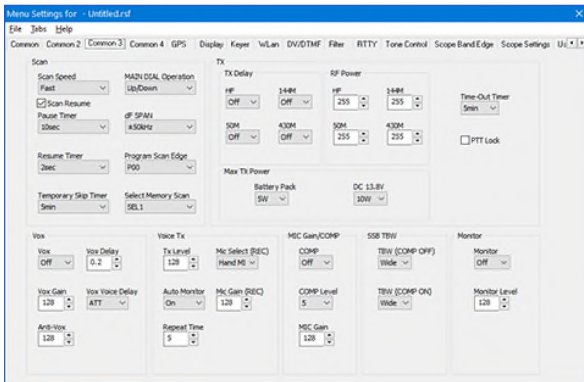 Menu Settings for - Untitled.rsf
File Tabs Help
Common Common 2 Common 3 Common 4 GPS Display Keyer WLan DV/DTMF Filter RTTY Tone Control Scope Band Edge Scope Settings
Scan
Scan Speed MAIN DIAL Operation
Fast Up/Down
Scan Resume
Pause Timer dF SPAN
10sec ±50kHz
Resume Timer Program Scan Edge
2sec PG0
Temporary Skip Timer Select Memory Scan
5min SEL1
TX
TX Delay
HF 144M
Off Off
50M 430M
Off Off
RF Power
HF 144M
255 255
50M 430M
255 255
Time-Out Timer
5min
PTT Lock
Max TX Power
Battery Pack DC 13.8V
5W 10W
Vox
Vox Vox Delay
Off 0.2
Vox Gain Vox Voice Delay
128 ATT
Anti-Vox
128
Voice Tx
Tx Level Mic Select (REC)
128 Hand MI
Auto Monitor Mic Gain (REC)
On 128
Repeat Time
5
MIC Gain/COMP
COMP
Off
COMP Level
5
MIC Gain
128
SSB TBW
TBW (COMP OFF)
Wide
TBW (COMP ON)
Wide
Monitor
Monitor
Off
Monitor Level
128